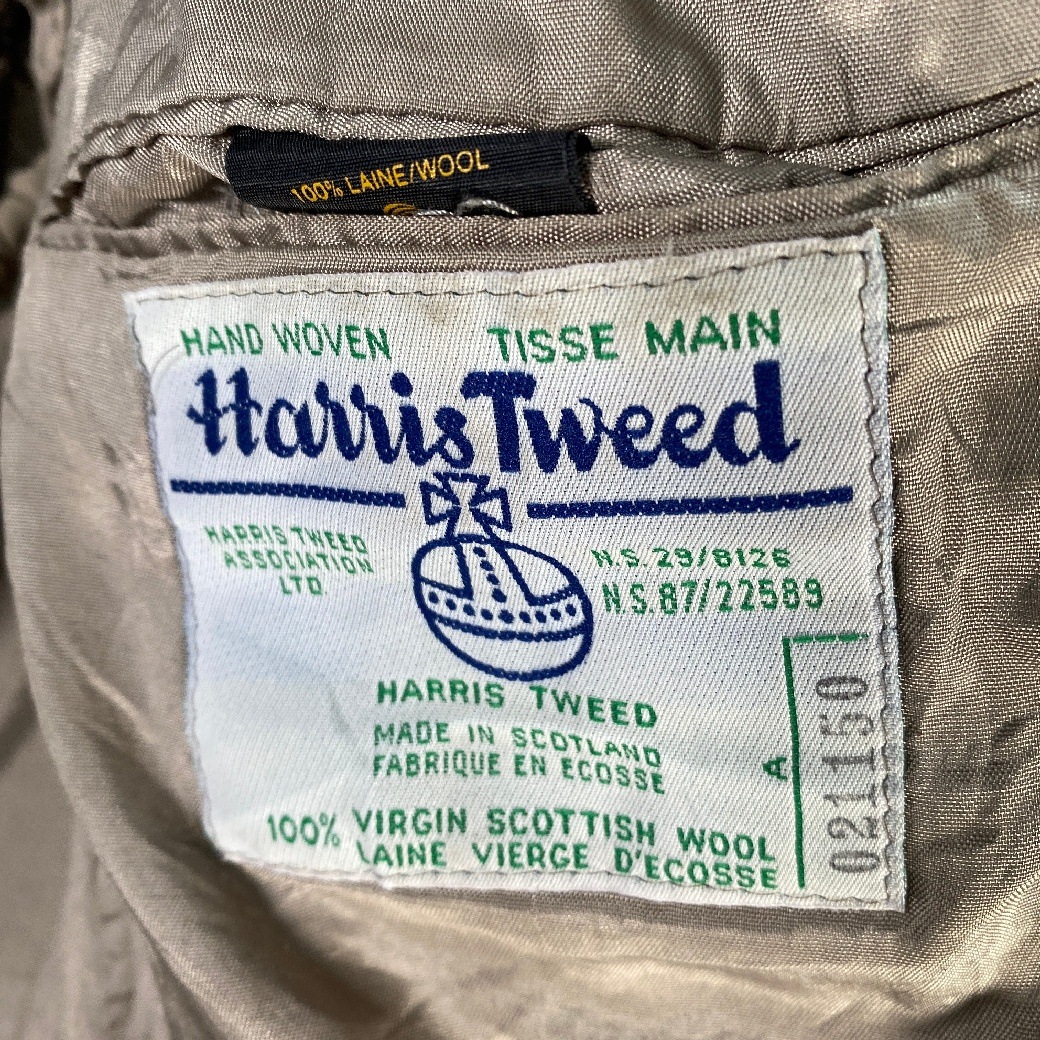 100% LAINE/WOOL
HAND WOVEN TISSE MAIN
Harris Tweed
HARRIS TWEED
ASSOCIATION
LTD
N.S. 29/8126
N.S. 87/22589
HARRIS TWEED
MADE IN SCOTLAND
FABRIQUE EN ECOSSE
A
021150
100% VIRGIN SCOTTISH WOOL
LAINE VIERGE D'ECOSSE